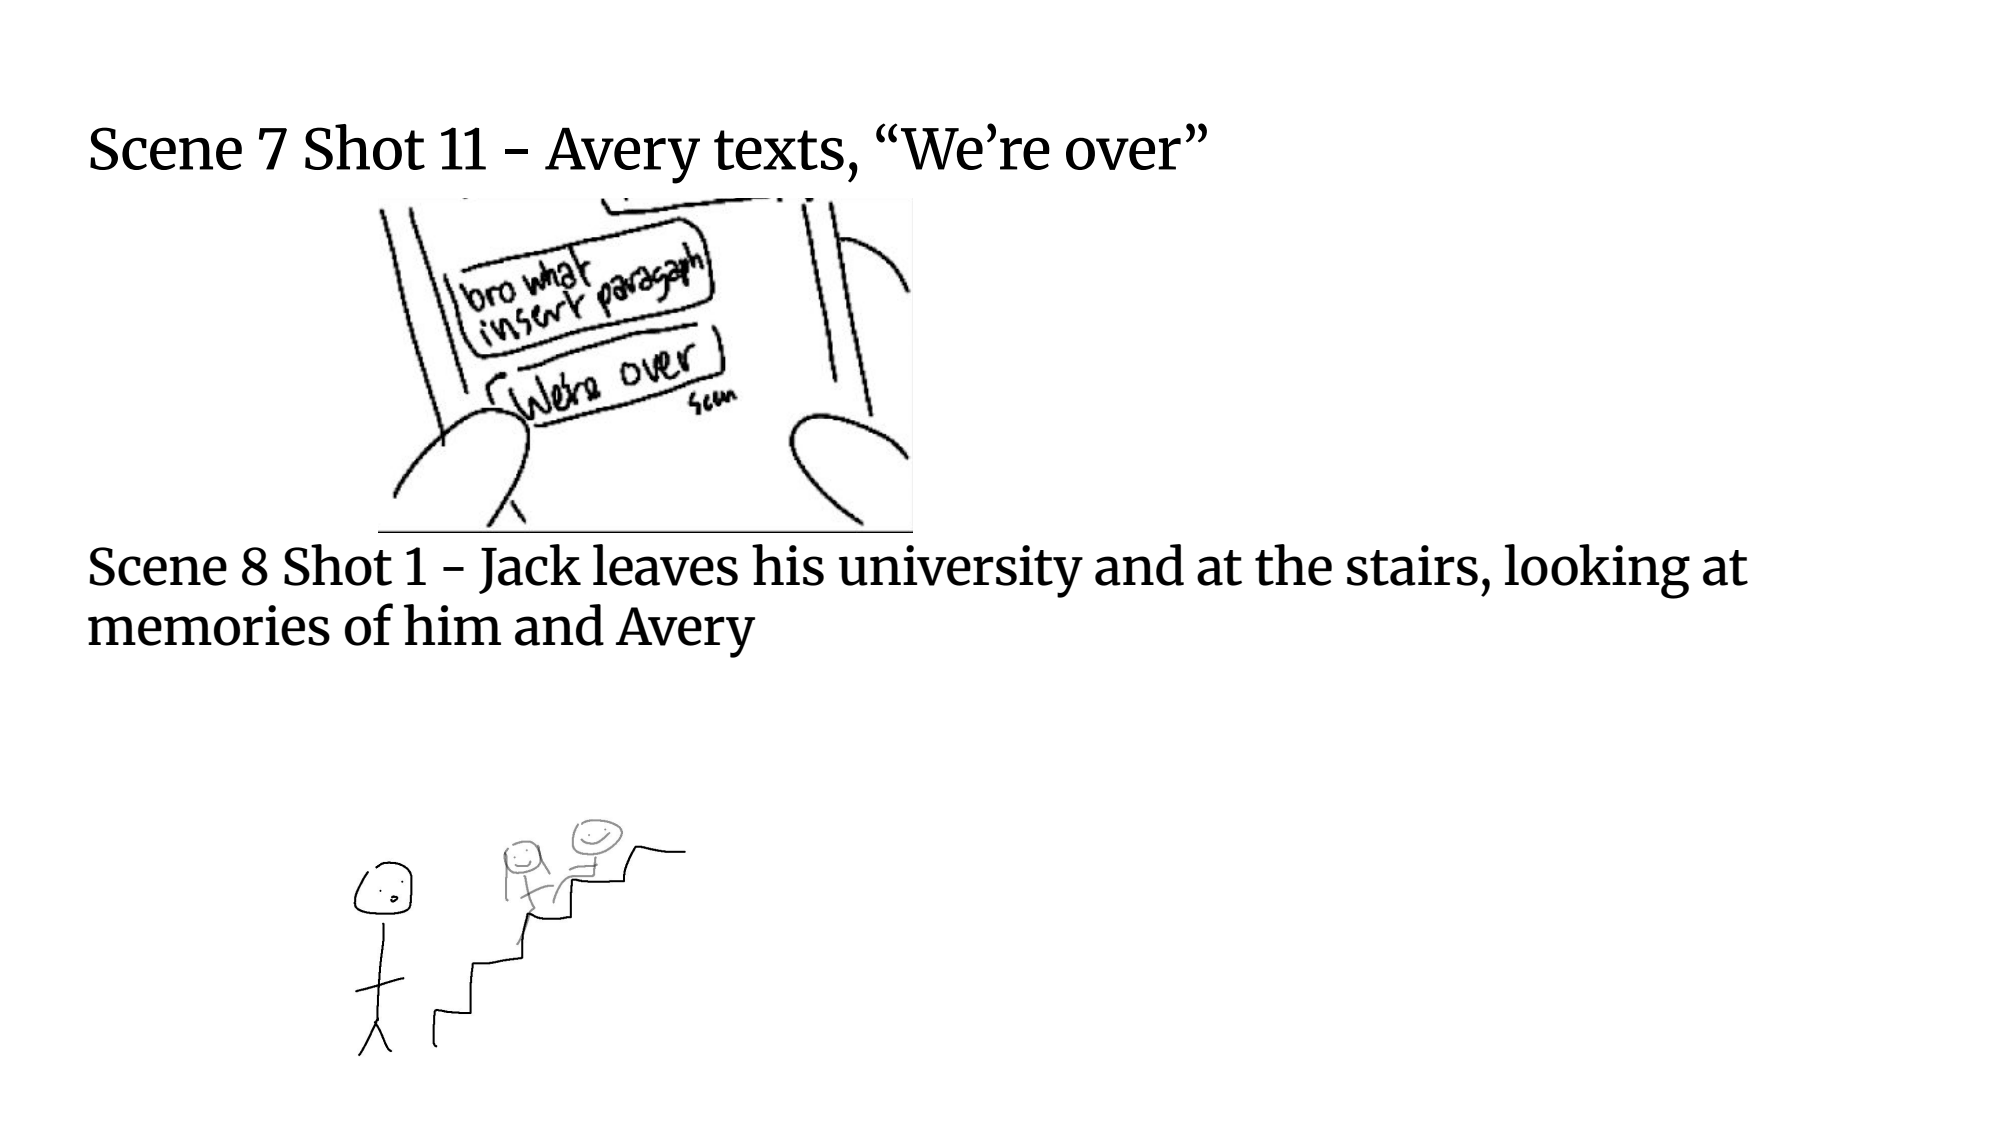 Scene 7 Shot 11 - Avery texts, “We’re over”
bro what
insert paragaph
We're over
Scene 8 Shot 1 - Jack leaves his university and at the stairs, looking at
memories of him and Avery